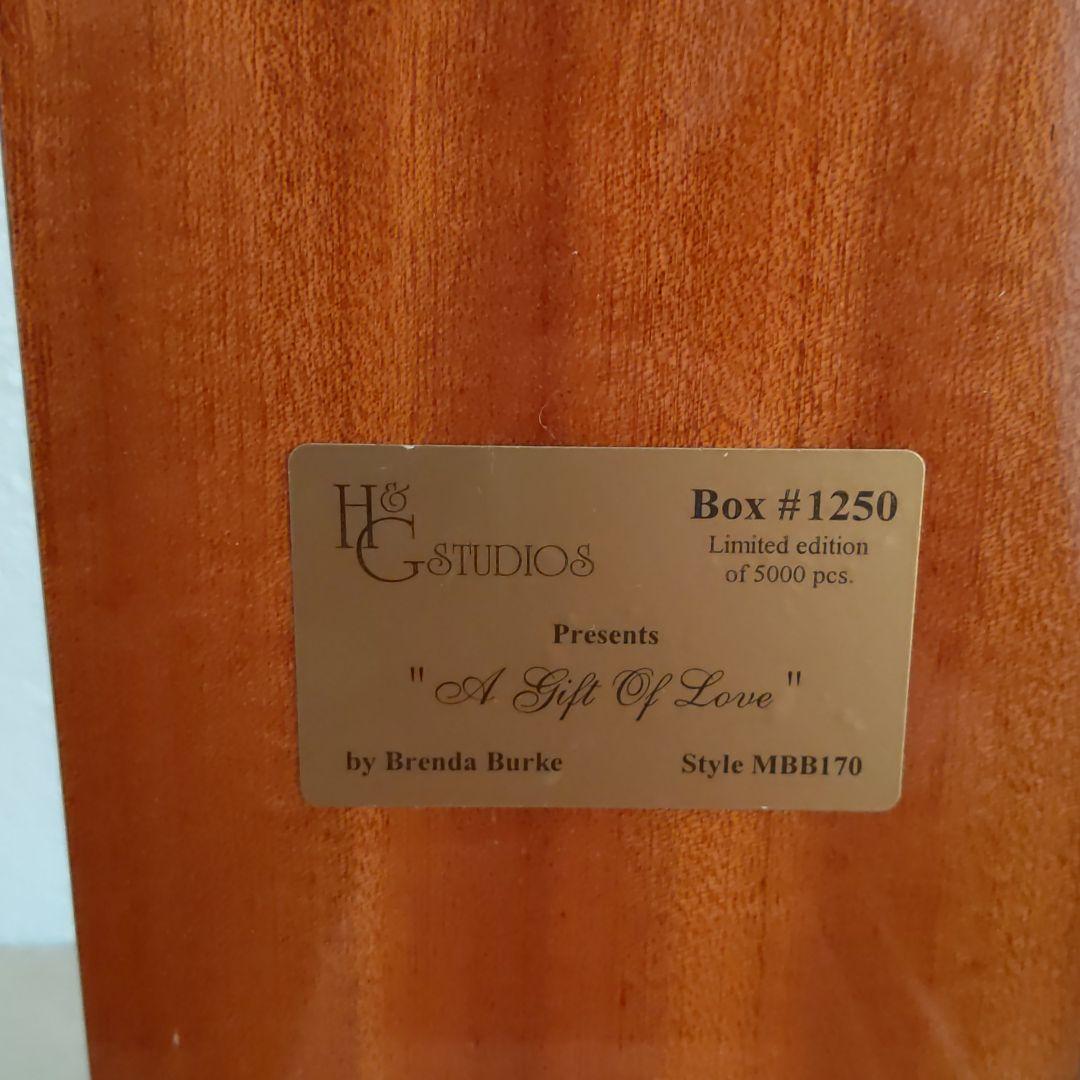 H&G STUDIOS
Box #1250
Limited edition
of 5000 pcs.
Presents
"A Gift Of Love"
by Brenda Burke
Style MBB170